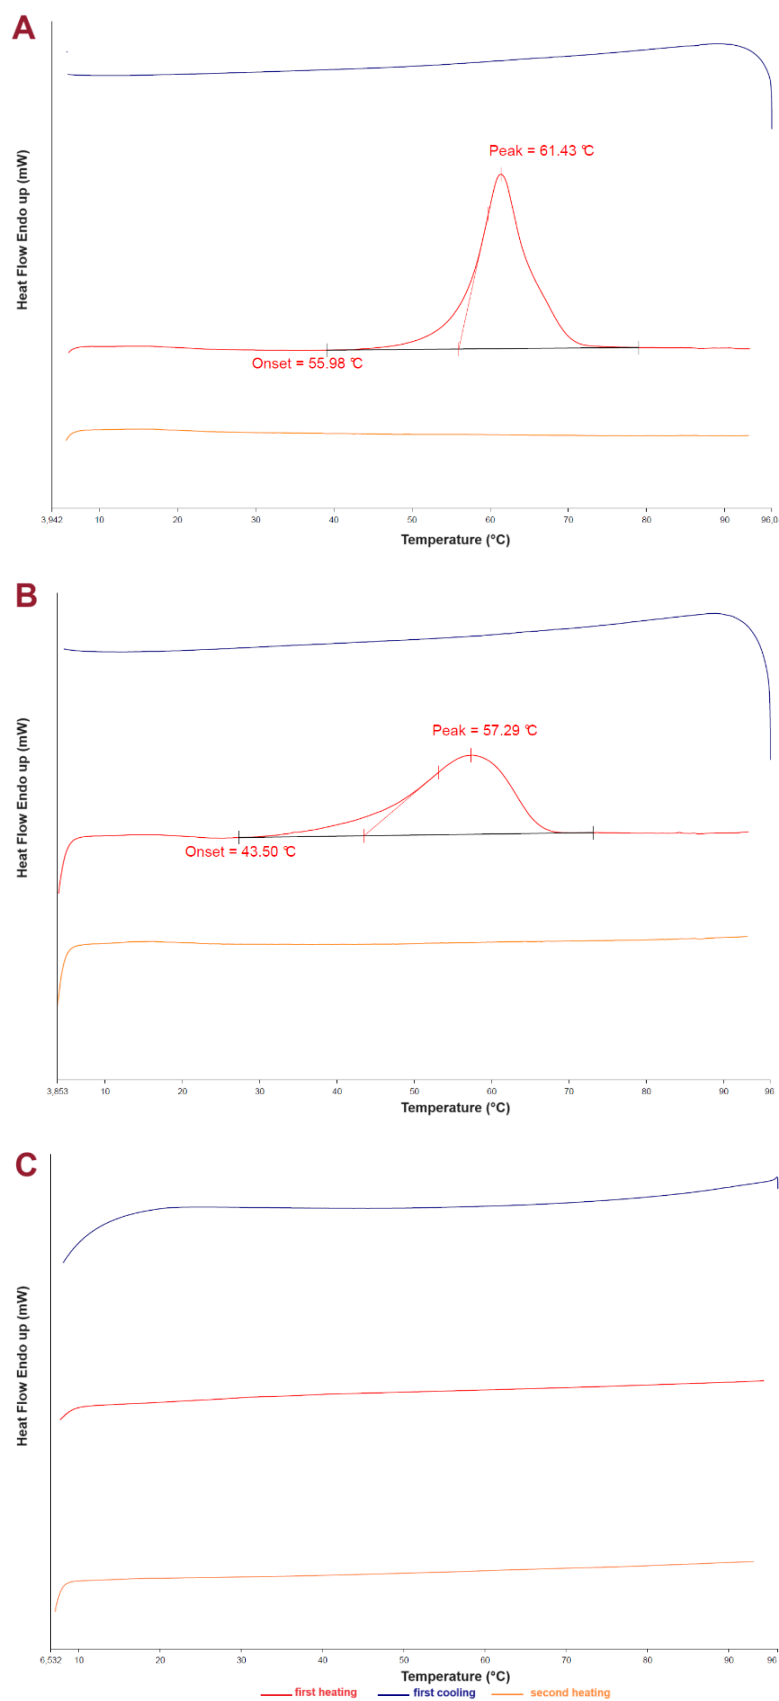 A
Heat Flow Endo up (mW)
Peak = 61.43 °C
Onset = 55.98 °C
3,942 10 20 30 40 50 60 70 80 90 96,0
Temperature (°C)
B
Heat Flow Endo up (mW)
Peak = 57.29 °C
Onset = 43.50 °C
3,853 10 20 30 40 50 60 70 80 90 96
Temperature (°C)
C
Heat Flow Endo up (mW)
6,532 10 20 30 40 50 60 70 80 90 96
Temperature (°C)
first heating first cooling second heating